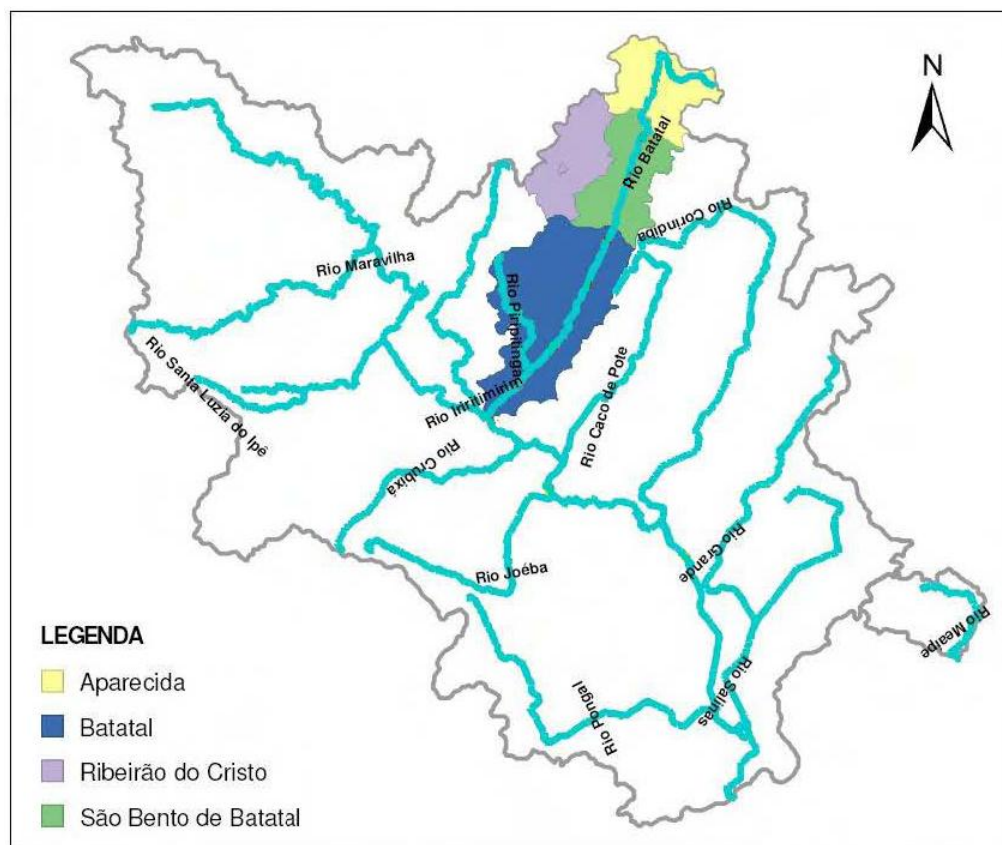 N
Rio Batatal
Rio Corindiba
Rio Maravilha
Rio Piripitinga
Rio Santa Luzia do Ipê
Rio Iriritimirim
Rio Caco de Pote
Rio Crubixá
Rio Grande
Rio Joéba
Rio Meaípe
Rio Salinas
Rio Pongal
LEGENDA
Aparecida
Batatal
Ribeirão do Cristo
São Bento de Batatal